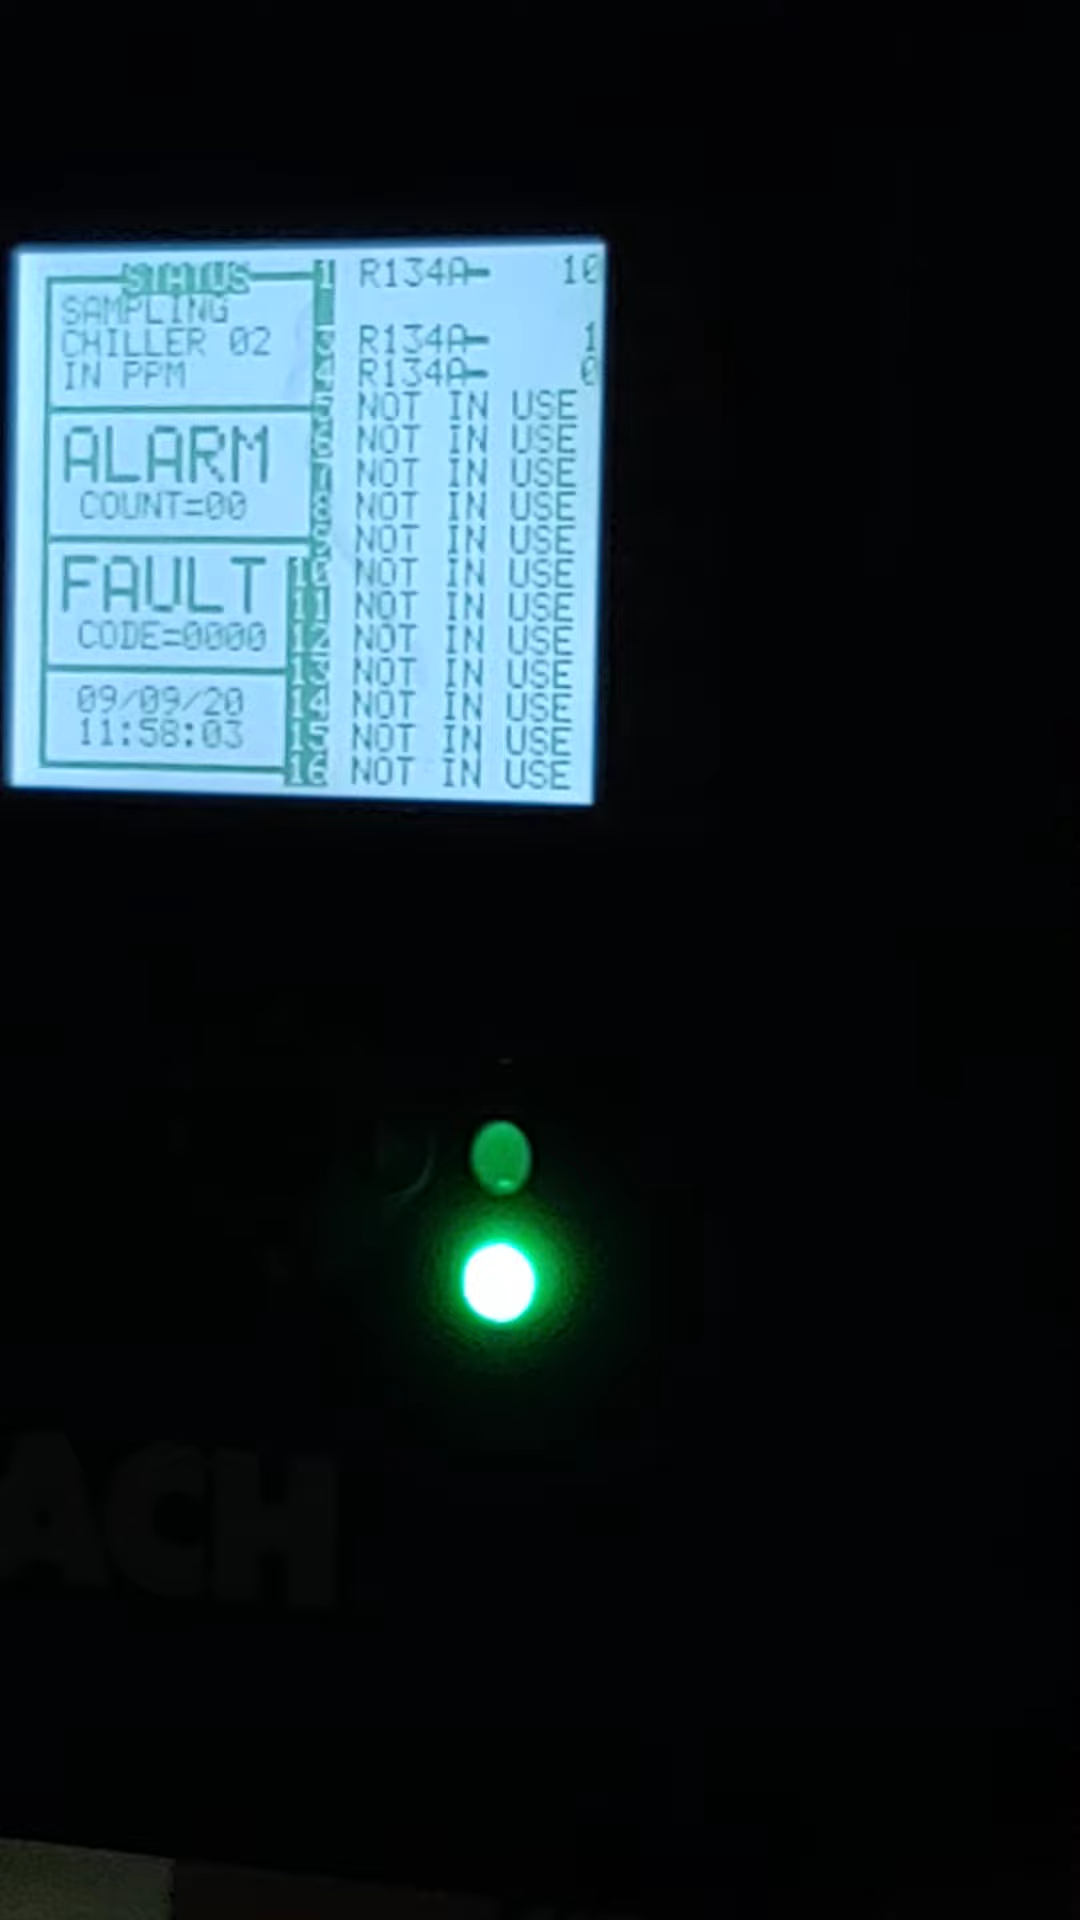 STATUS
SAMPLING
CHILLER 02
IN PPM
ALARM
COUNT=00
FAULT
CODE=0000
09/09/20
11:58:03
1 R134A- 10
3 R134A- 1
4 R134A- 0
5 NOT IN USE
6 NOT IN USE
7 NOT IN USE
8 NOT IN USE
9 NOT IN USE
10 NOT IN USE
11 NOT IN USE
12 NOT IN USE
13 NOT IN USE
14 NOT IN USE
15 NOT IN USE
16 NOT IN USE
ACH